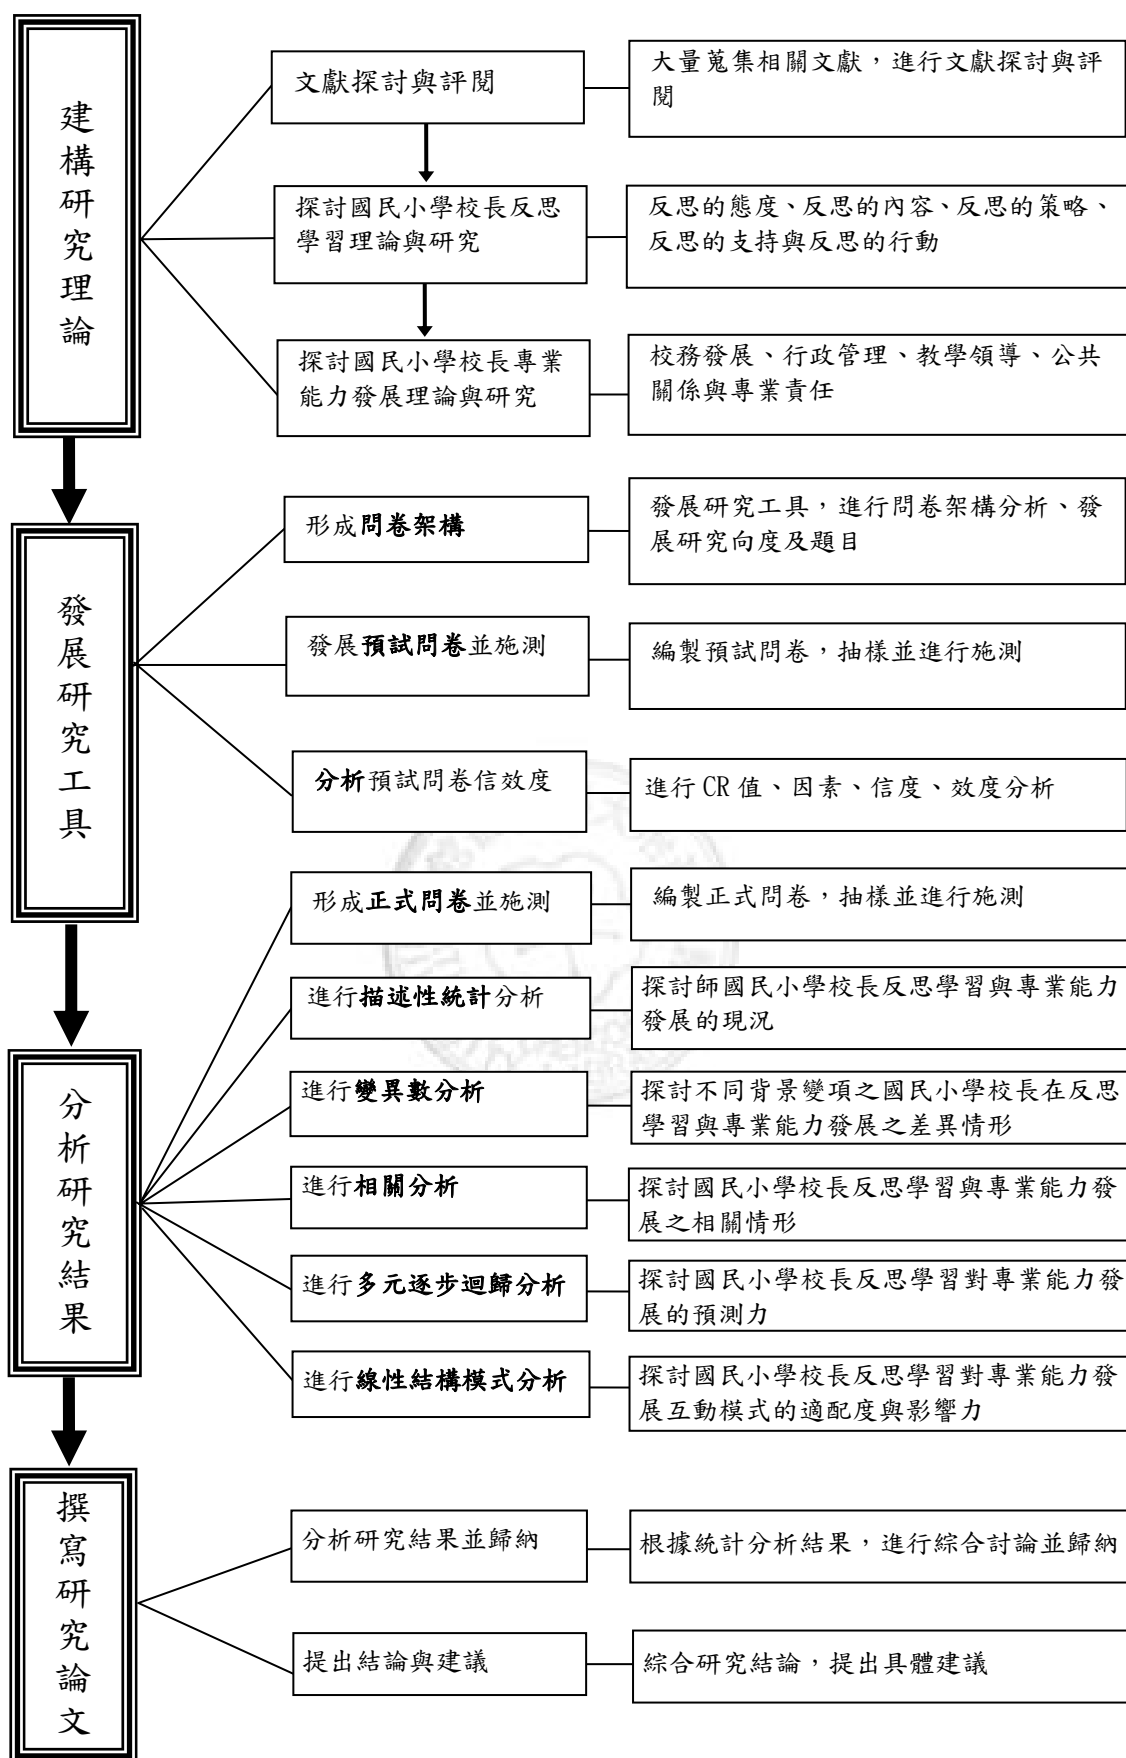 建構研究理論
文獻探討與評閱
大量蒐集相關文獻，進行文獻探討與評
閱
探討國民小學校長反思
學習理論與研究
反思的態度、反思的內容、反思的策略、
反思的支持與反思的行動
探討國民小學校長專業
能力發展理論與研究
校務發展、行政管理、教學領導、公共
關係與專業責任
發展研究工具
形成問卷架構
發展研究工具，進行問卷架構分析、發
展研究向度及題目
發展預試問卷並施測
編製預試問卷，抽樣並進行施測
分析預試問卷信效度
進行 CR 值、因素、信度、效度分析
分析研究結果
形成正式問卷並施測
編製正式問卷，抽樣並進行施測
進行描述性統計分析
探討師國民小學校長反思學習與專業能力
發展的現況
進行變異數分析
探討不同背景變項之國民小學校長在反思
學習與專業能力發展之差異情形
進行相關分析
探討國民小學校長反思學習與專業能力發
展之相關情形
進行多元逐步迴歸分析
探討國民小學校長反思學習對專業能力發
展的預測力
進行線性結構模式分析
探討國民小學校長反思學習對專業能力發
展互動模式的適配度與影響力
撰寫研究論文
分析研究結果並歸納
根據統計分析結果，進行綜合討論並歸納
提出結論與建議
綜合研究結論，提出具體建議